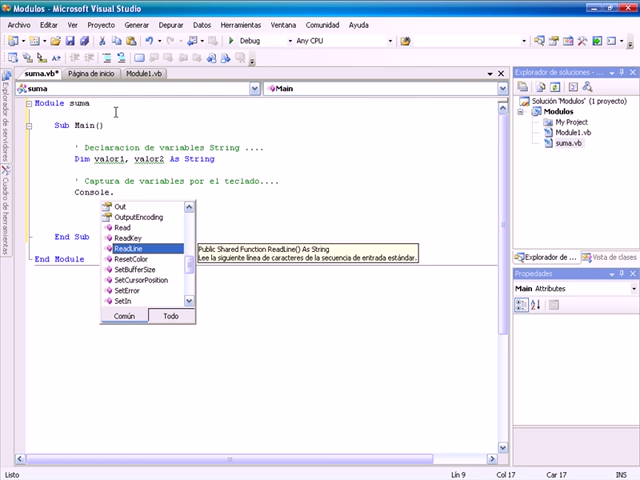 Modulos - Microsoft Visual Studio
Archivo Editar Ver Proyecto Generar Depurar Datos Herramientas Ventana Comunidad Ayuda
Debug Any CPU
suma.vb* Página de inicio Module1.vb
suma Main
Module suma
Sub Main()
' Declaracion de variables String ....
Dim valor1, valor2 As String
' Captura de variables por el teclado....
Console.
Out
OutputEncoding
Read
ReadKey
ReadLine
ResetColor
SetBufferSize
SetCursorPosition
SetError
SetIn
Común Todo
Public Shared Function ReadLine() As String
Lee la siguiente línea de caracteres de la secuencia de entrada estándar.
End Sub
End Module
Explorador de servidores
Cuadro de herramientas
Explorador de soluciones -
Solución 'Modulos' (1 proyecto)
Modulos
My Project
Module1.vb
suma.vb
Explorador de ... Vista de clases
Propiedades
Main Attributes
Listo Lín 9 Col 17 Car 17 INS